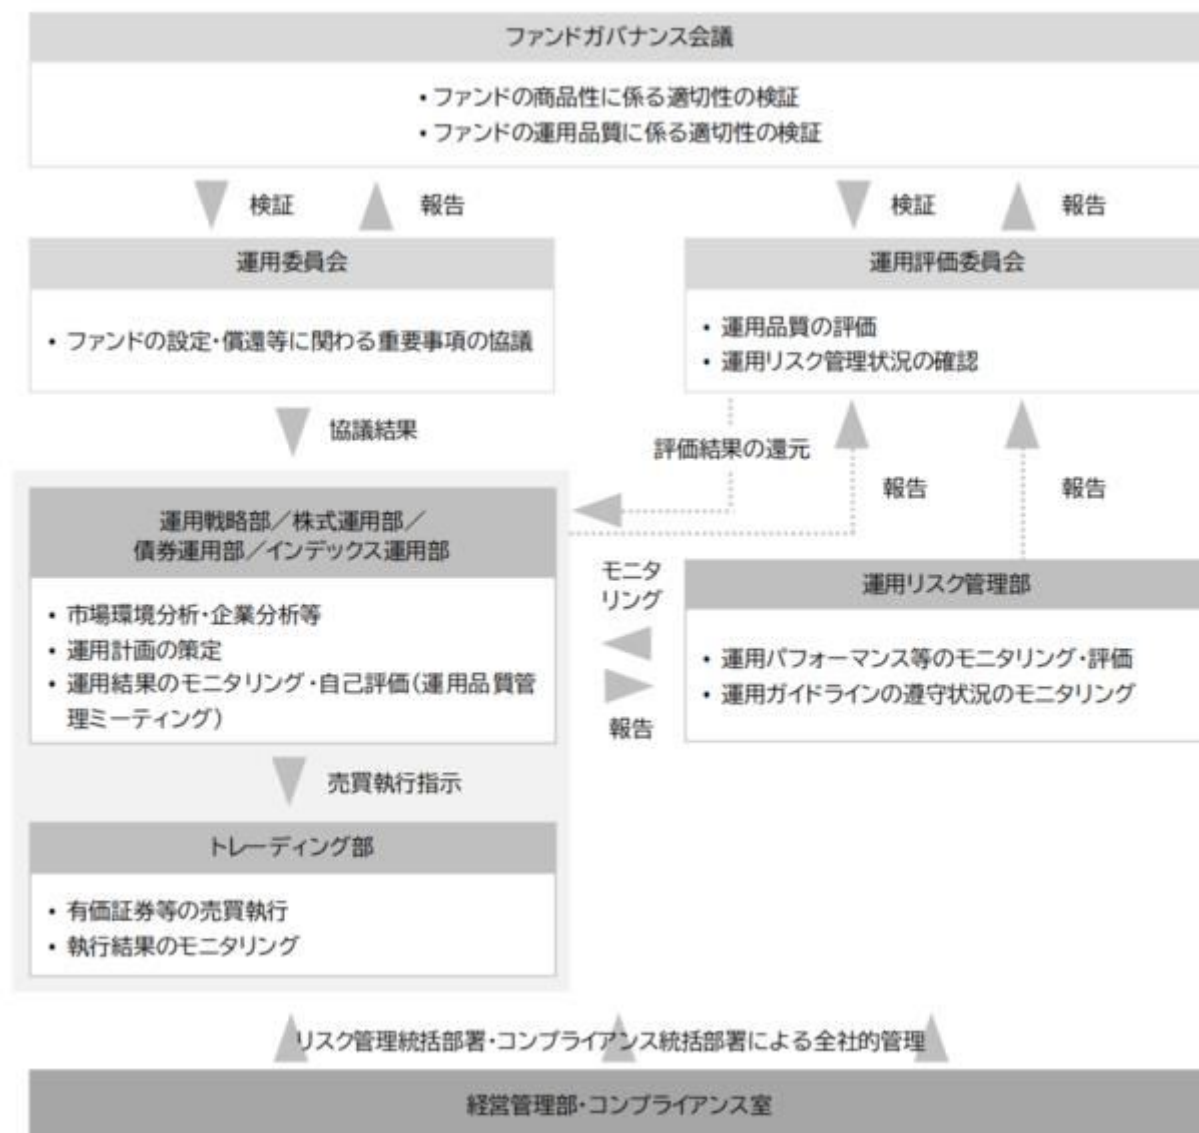 ファンドガバナンス会議
・ファンドの商品性に係る適切性の検証
・ファンドの運用品質に係る適切性の検証
検証
報告
検証
報告
運用委員会
・ファンドの設定・償還等に関わる重要事項の協議
運用評価委員会
・運用品質の評価
・運用リスク管理状況の確認
協議結果
評価結果の還元
報告
報告
運用戦略部／株式運用部／
債券運用部／インデックス運用部
・市場環境分析・企業分析等
・運用計画の策定
・運用結果のモニタリング・自己評価（運用品質管
理ミーティング）
モニタ
リング
報告
運用リスク管理部
・運用パフォーマンス等のモニタリング・評価
・運用ガイドラインの遵守状況のモニタリング
売買執行指示
トレーディング部
・有価証券等の売買執行
・執行結果のモニタリング
リスク管理統括部署・コンプライアンス統括部署による全社的管理
経営管理部・コンプライアンス室